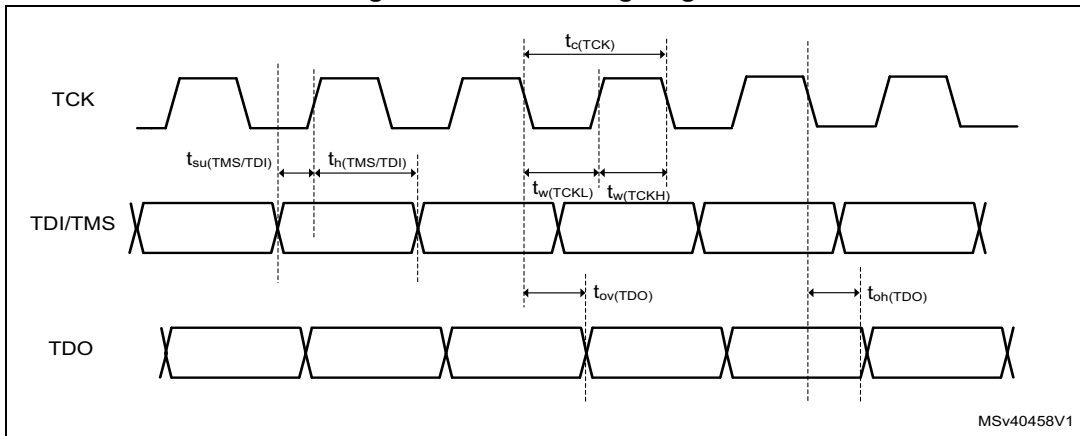 tc(TCK)
TCK
tsu(TMS/TDI) th(TMS/TDI)
tw(TCKL) tw(TCKH)
TDI/TMS
tov(TDO) toh(TDO)
TDO
MSv40458V1